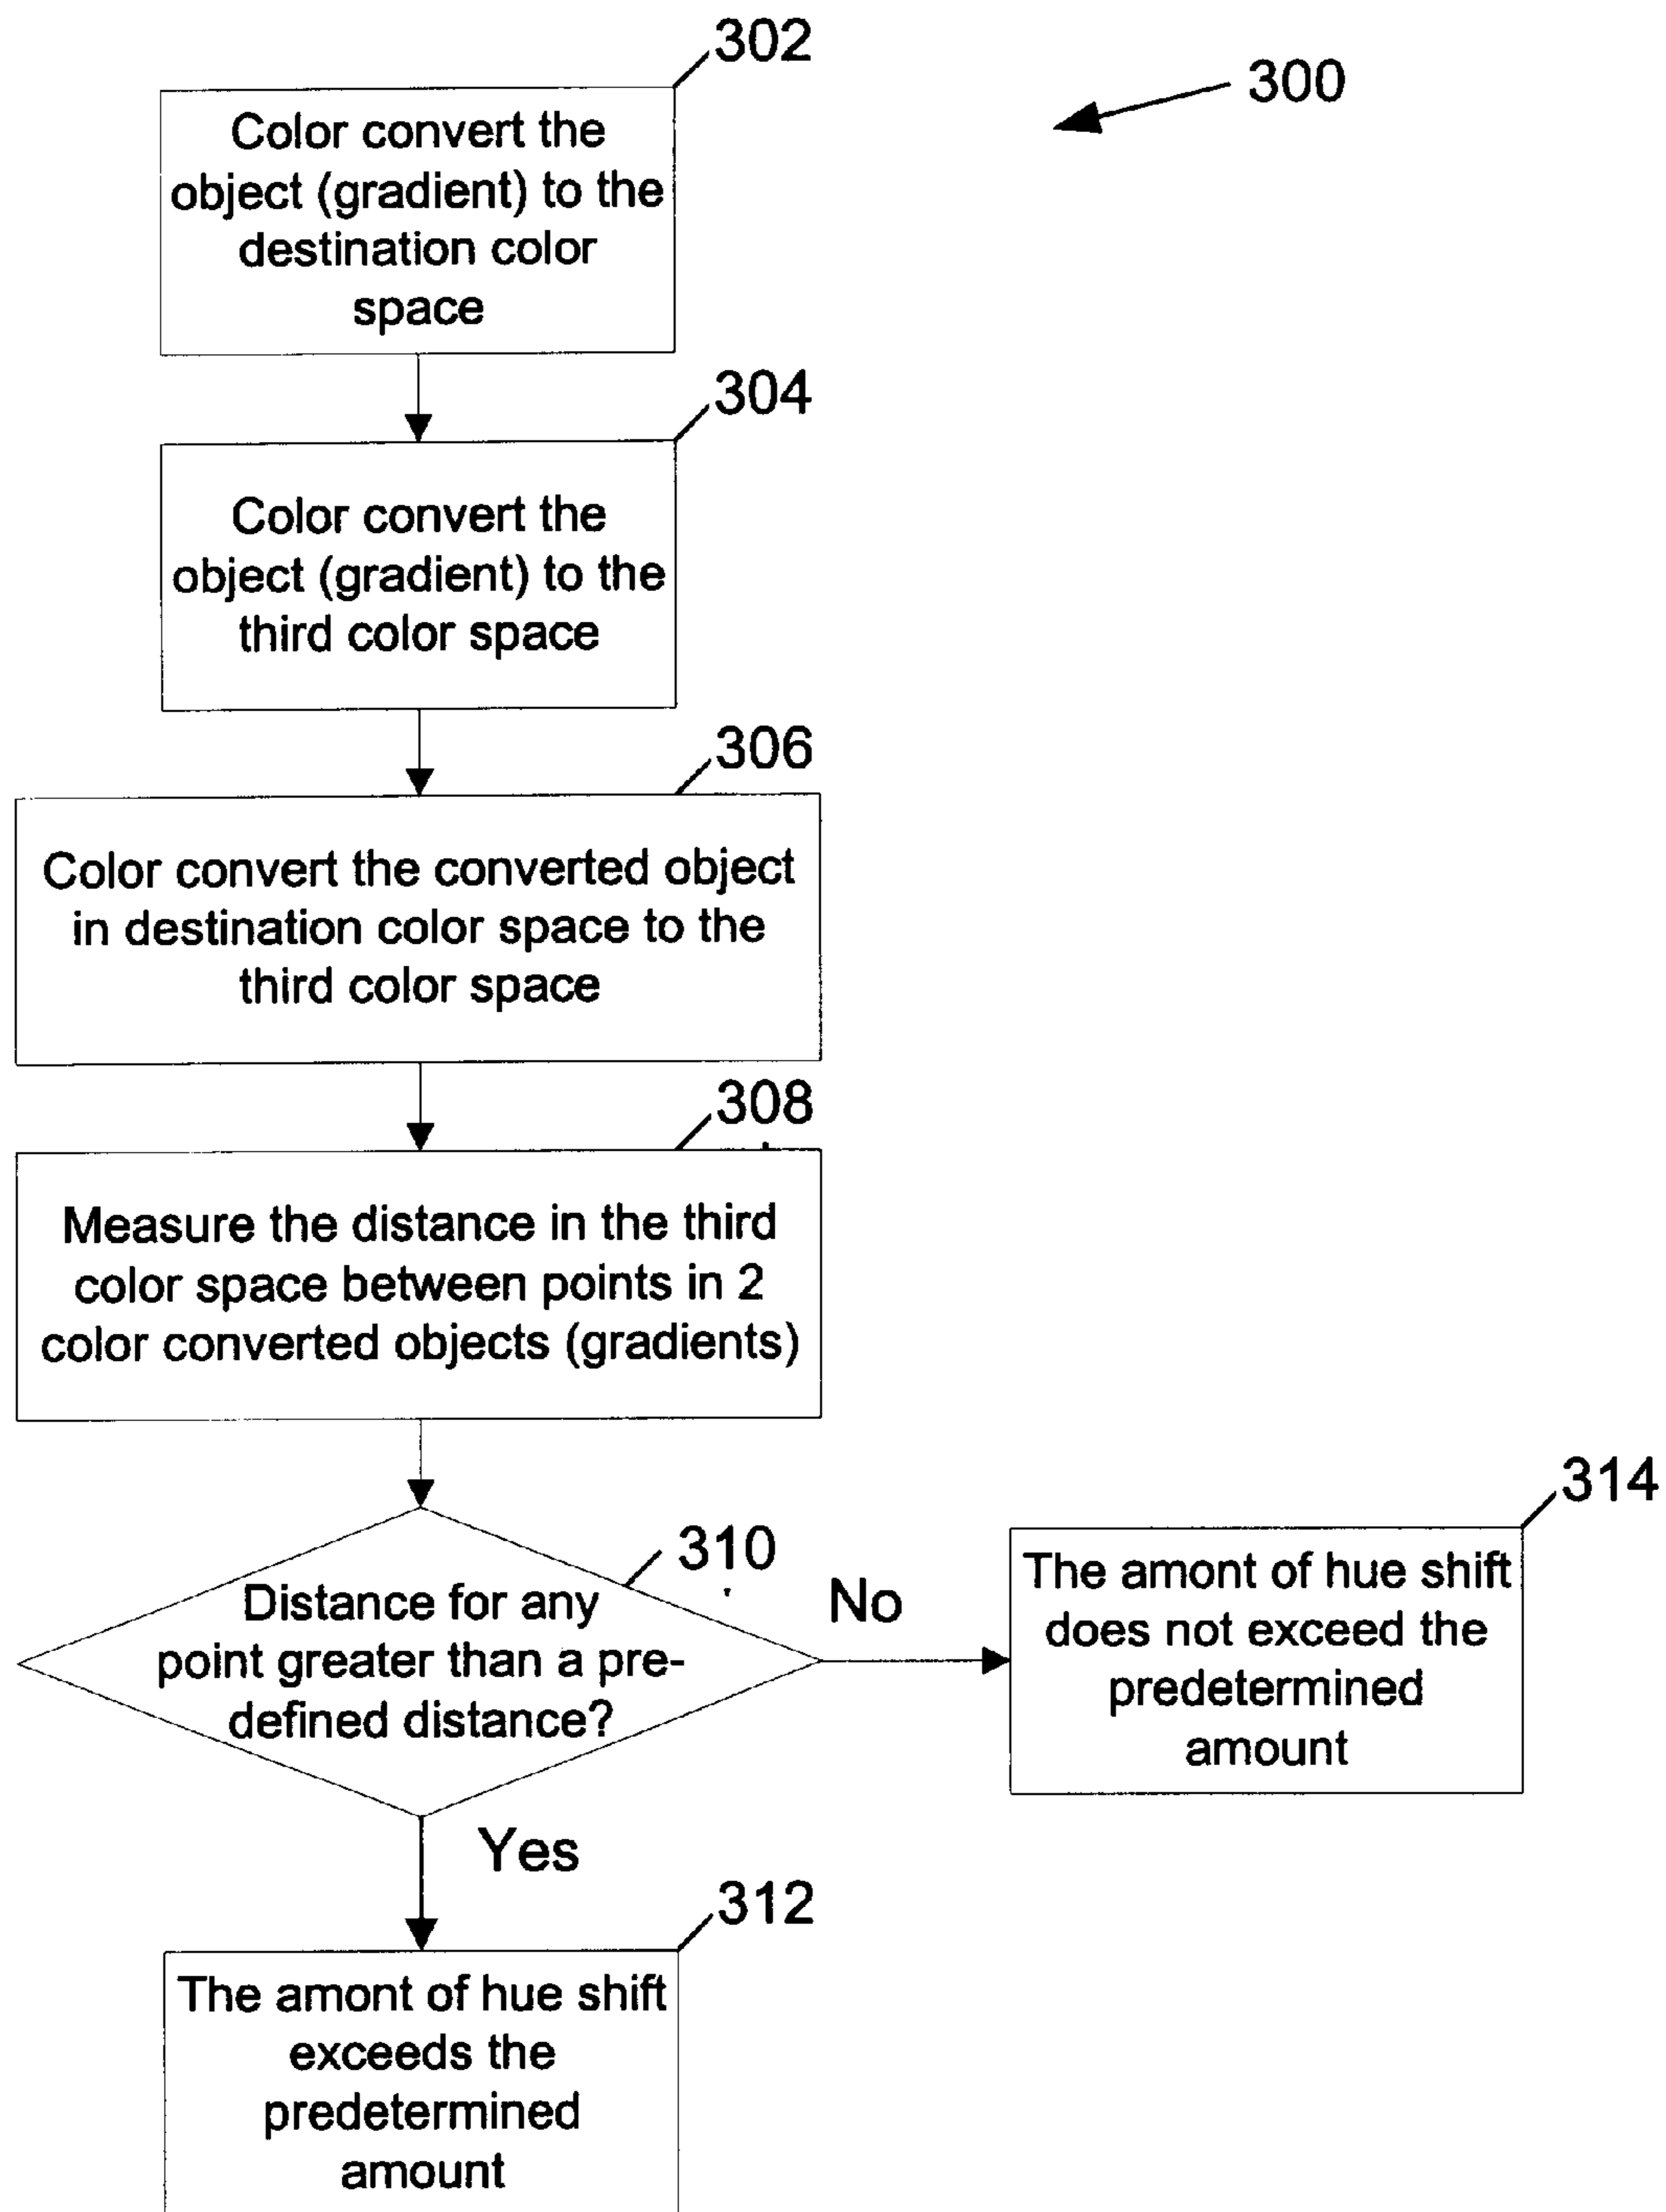 302
300
Color convert the
object (gradient) to the
destination color
space
304
Color convert the
object (gradient) to the
third color space
306
Color convert the converted object
in destination color space to the
third color space
308
Measure the distance in the third
color space between points in 2
color converted objects (gradients)
310
Distance for any
point greater than a pre-
defined distance?
No
314
The amont of hue shift
does not exceed the
predetermined
amount
Yes
312
The amont of hue shift
exceeds the
predetermined
amount